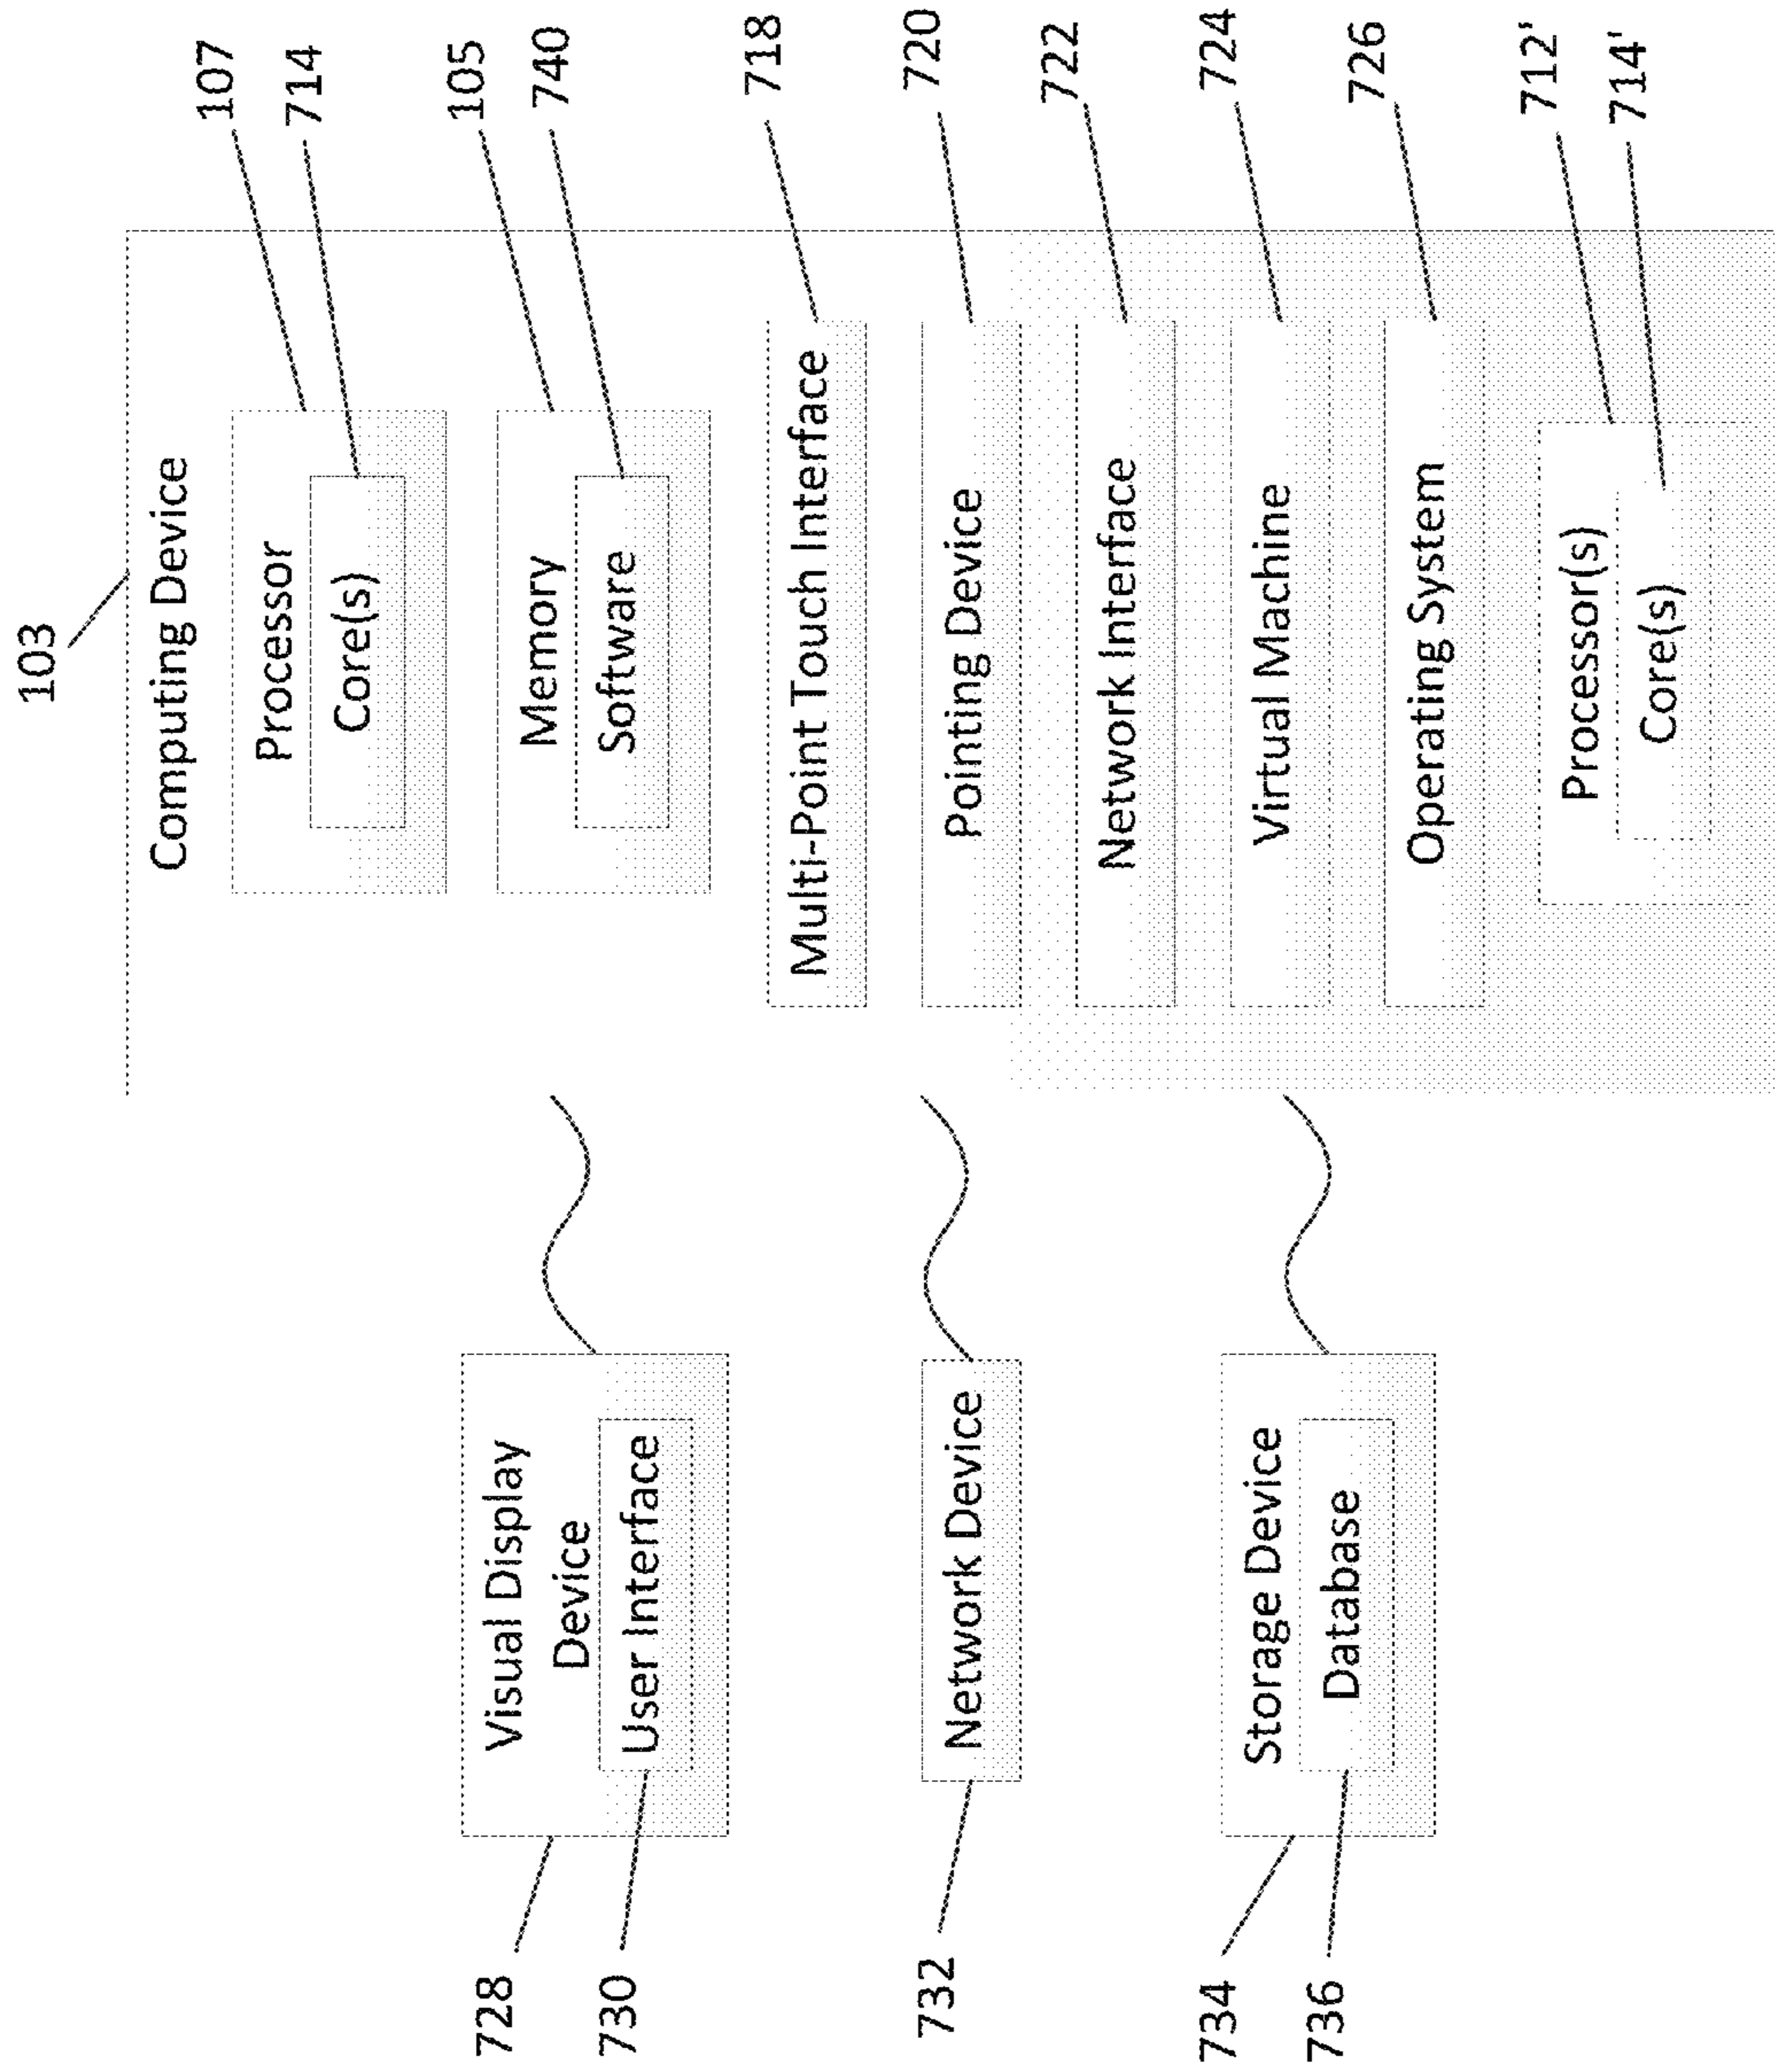 103
Computing Device
Processor
Core(s)
107
714
Memory
Software
105
740
Multi-Point Touch Interface
718
Pointing Device
720
Network Interface
722
Virtual Machine
724
Operating System
726
Processor(s)
Core(s)
712'
714'
Visual Display
Device
User Interface
728
730
Network Device
732
Storage Device
Database
734
736